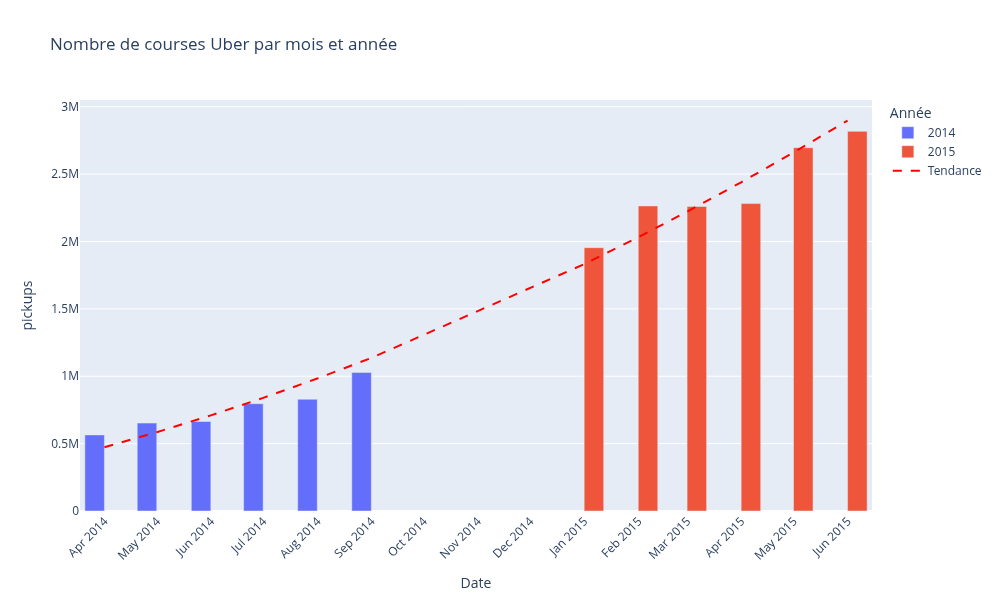 Nombre de courses Uber par mois et année
Année
2014
2015
Tendance
3M
2.5M
2M
1.5M
1M
0.5M
0
pickups
Apr 2014
May 2014
Jun 2014
Jul 2014
Aug 2014
Sep 2014
Oct 2014
Nov 2014
Dec 2014
Jan 2015
Feb 2015
Mar 2015
Apr 2015
May 2015
Jun 2015
Date